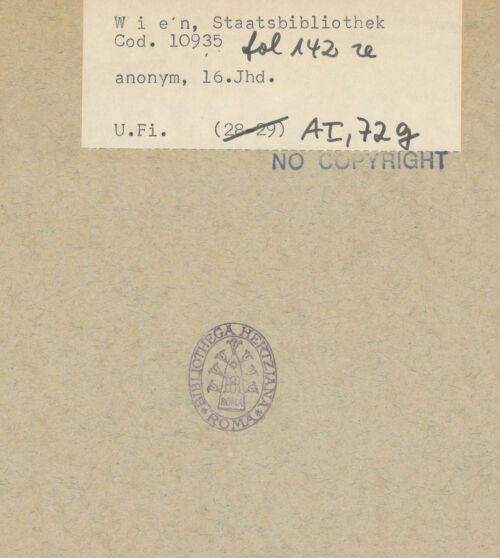 W i e n, Staatsbibliothek
Cod. 10935 fol 142 re
anonym, 16.Jhd.
U.Fi. (28-29) AI,72g
NO COPYRIGHT
BIBLIOTHECA HERTZIANA
ROMA
ROMA